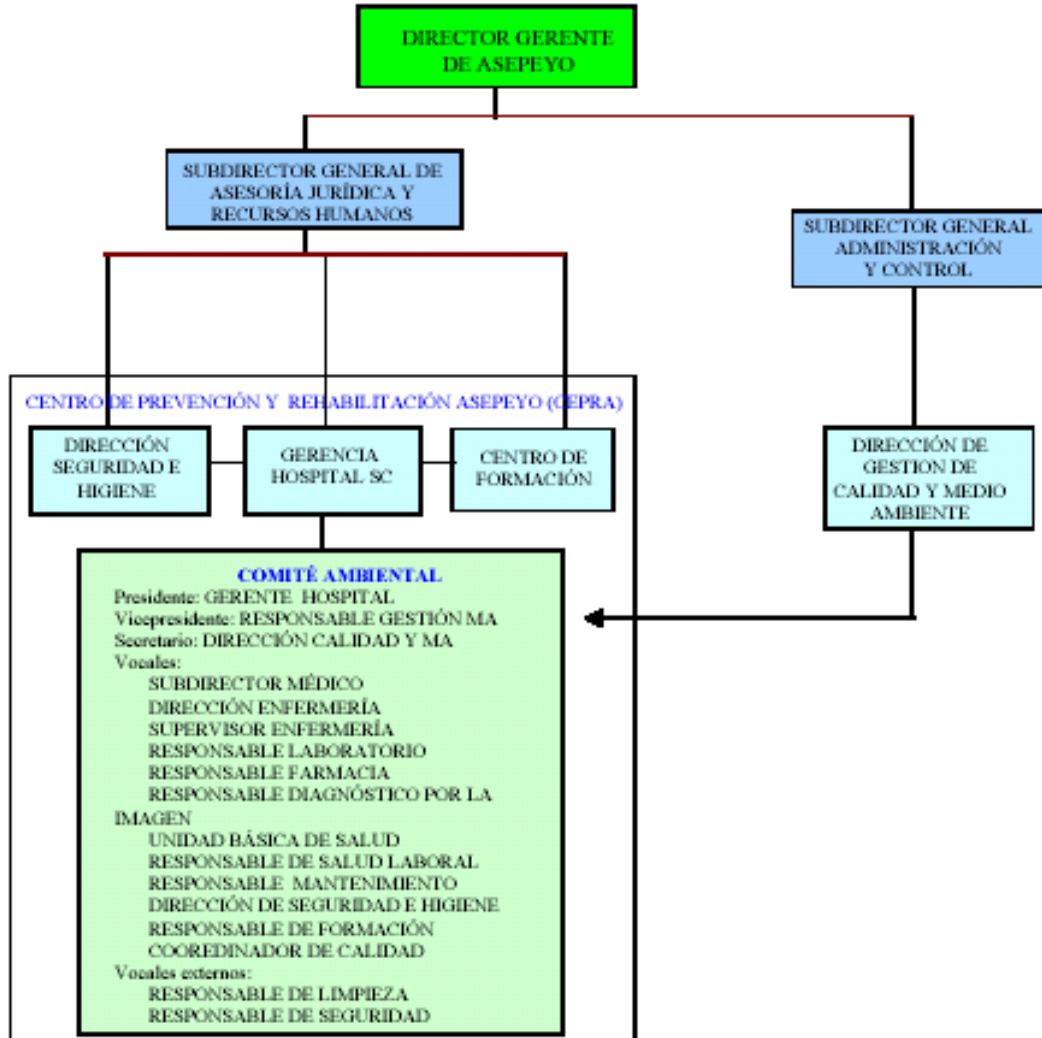 DIRECTOR GERENTE
DE ASEPEYO
SUBDIRECTOR GENERAL DE
ASESORÍA JURÍDICA Y
RECURSOS HUMANOS
SUBDIRECTOR GENERAL
ADMINISTRACIÓN
Y CONTROL
CENTRO DE PREVENCIÓN Y REHABILITACIÓN ASEPEYO (CEPRA)
DIRECCIÓN
SEGURIDAD E
HIGIENE
GERENCIA
HOSPITAL SC
CENTRO DE
FORMACIÓN
DIRECCIÓN DE
GESTION DE
CALIDAD Y MEDIO
AMBIENTE
COMITÉ AMBIENTAL
Presidente: GERENTE HOSPITAL
Vicepresidente: RESPONSABLE GESTIÓN MA
Secretario: DIRECCIÓN CALIDAD Y MA
Vocales:
SUBDIRECTOR MÉDICO
DIRECCIÓN ENFERMERÍA
SUPERVISOR ENFERMERÍA
RESPONSABLE LABORATORIO
RESPONSABLE FARMACIA
RESPONSABLE DIAGNÓSTICO POR LA
IMAGEN
UNIDAD BÁSICA DE SALUD
RESPONSABLE DE SALUD LABORAL
RESPONSABLE MANTENIMIENTO
DIRECCIÓN DE SEGURIDAD E HIGIENE
RESPONSABLE DE FORMACIÓN
COOREDINADOR DE CALIDAD
Vocales externos:
RESPONSABLE DE LIMPIEZA
RESPONSABLE DE SEGURIDAD